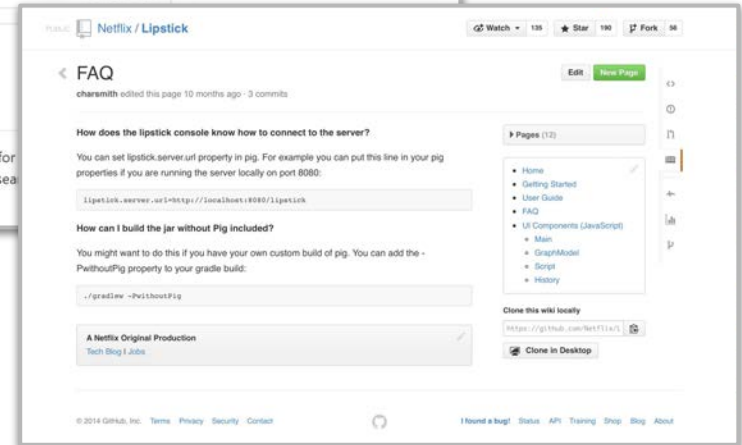 for
sea
PUBLIC Netflix / Lipstick
Watch 135 Star 190 Fork 58
FAQ
Edit New Page
charsmith edited this page 10 months ago · 3 commits
How does the lipstick console know how to connect to the server?
You can set lipstick.server.url property in pig. For example you can put this line in your pig
properties if you are running the server locally on port 8080:
lipstick.server.url=http://localhost:8080/lipstick
How can I build the jar without Pig included?
You might want to do this if you have your own custom build of pig. You can add the -
PwithoutPig property to your gradle build:
./gradlew -PwithoutPig
A Netflix Original Production
Tech Blog | Jobs
Pages (12)
Home
Getting Started
User Guide
FAQ
UI Components (JavaScript)
Main
GraphModel
Script
History
Clone this wiki locally
https://github.com/Netflix/L
Clone in Desktop
© 2014 GitHub, Inc. Terms Privacy Security Contact
I found a bug! Status API Training Shop Blog About